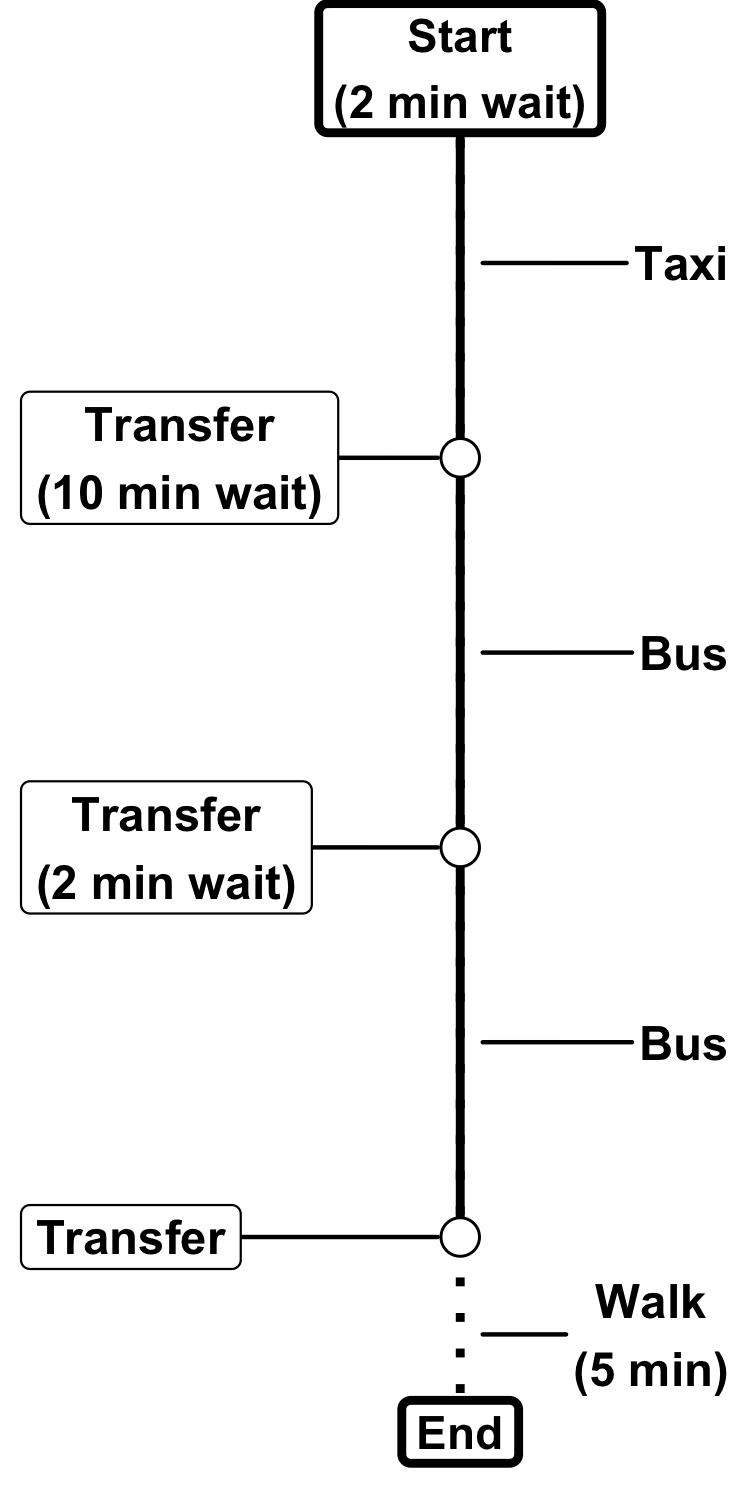 Start
(2 min wait)
Taxi
Transfer
(10 min wait)
Bus
Transfer
(2 min wait)
Bus
Transfer
Walk
(5 min)
End